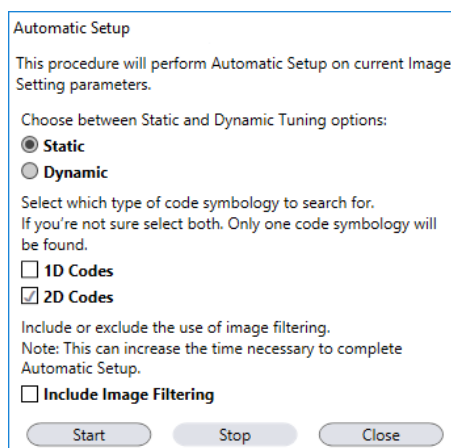 Automatic Setup
This procedure will perform Automatic Setup on current Image
Setting parameters.
Choose between Static and Dynamic Tuning options:
Static
Dynamic
Select which type of code symbology to search for.
If you're not sure select both. Only one code symbology will
be found.
1D Codes
2D Codes
Include or exclude the use of image filtering.
Note: This can increase the time necessary to complete
Automatic Setup.
Include Image Filtering
Start Stop Close